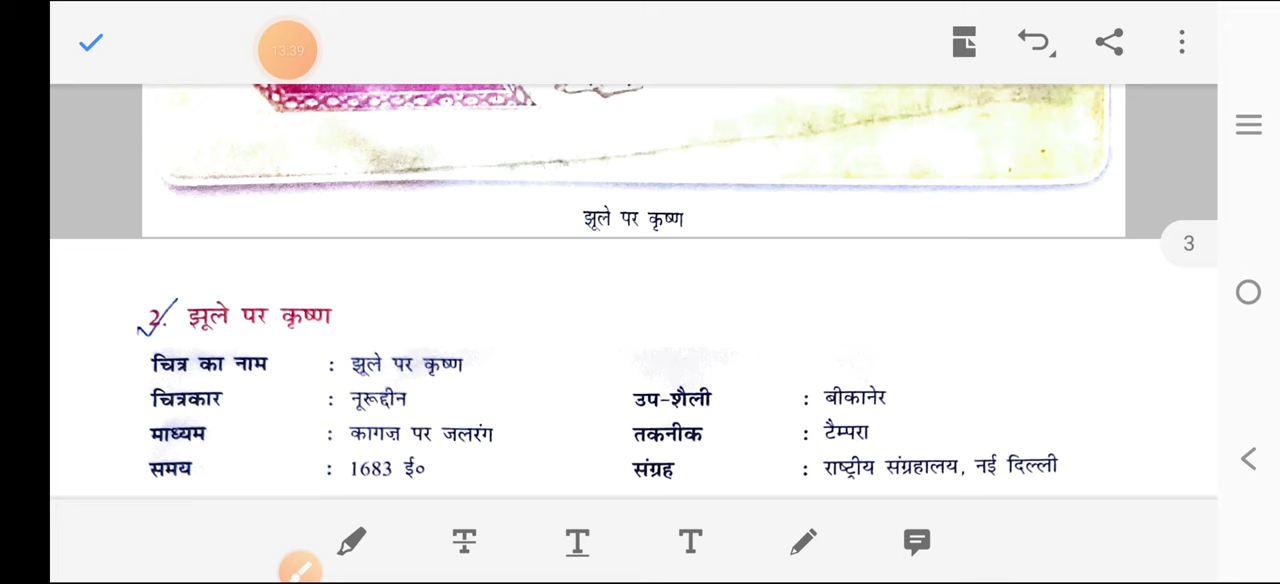 13:39
झूले पर कृष्ण
3
2. झूले पर कृष्ण
चित्र का नाम : झूले पर कृष्ण
चित्रकार : नूरूद्दीन उप-शैली : बीकानेर
माध्यम : कागज़ पर जलरंग तकनीक : टैम्परा
समय : 1683 ई० संग्रह : राष्ट्रीय संग्रहालय, नई दिल्ली